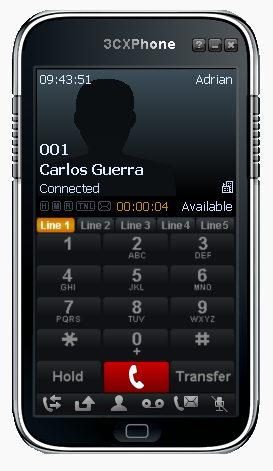 3CXPhone ? _ x
09:43:51 Adrian
001
Carlos Guerra
Connected
H M R TNL 00:00:04 Available
Line 1 Line 2 Line 3 Line 4 Line5
1 2 3
ABC DEF
4 5 6
GHI JKL MNO
7 8 9
PQRS TUV WXYZ
* 0 #
+
Hold Transfer